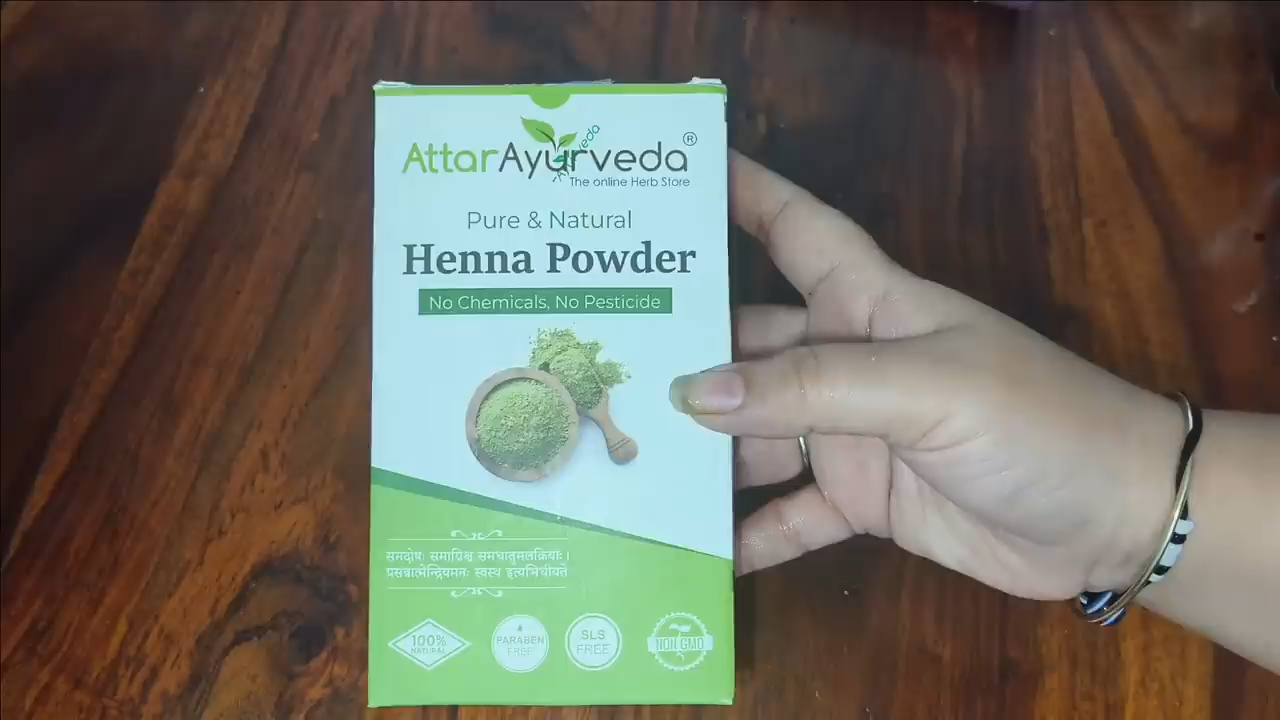 AttarAyurveda®
The online Herb Store
Pure & Natural
Henna Powder
No Chemicals, No Pesticide
समदोषः समाग्निश्च समधातुमलक्रियाः।
प्रसन्नात्मेन्द्रियमनः स्वस्थ इत्यभिधीयते
100%
NATURAL
PARABEN
FREE
SLS
FREE
NON GMO